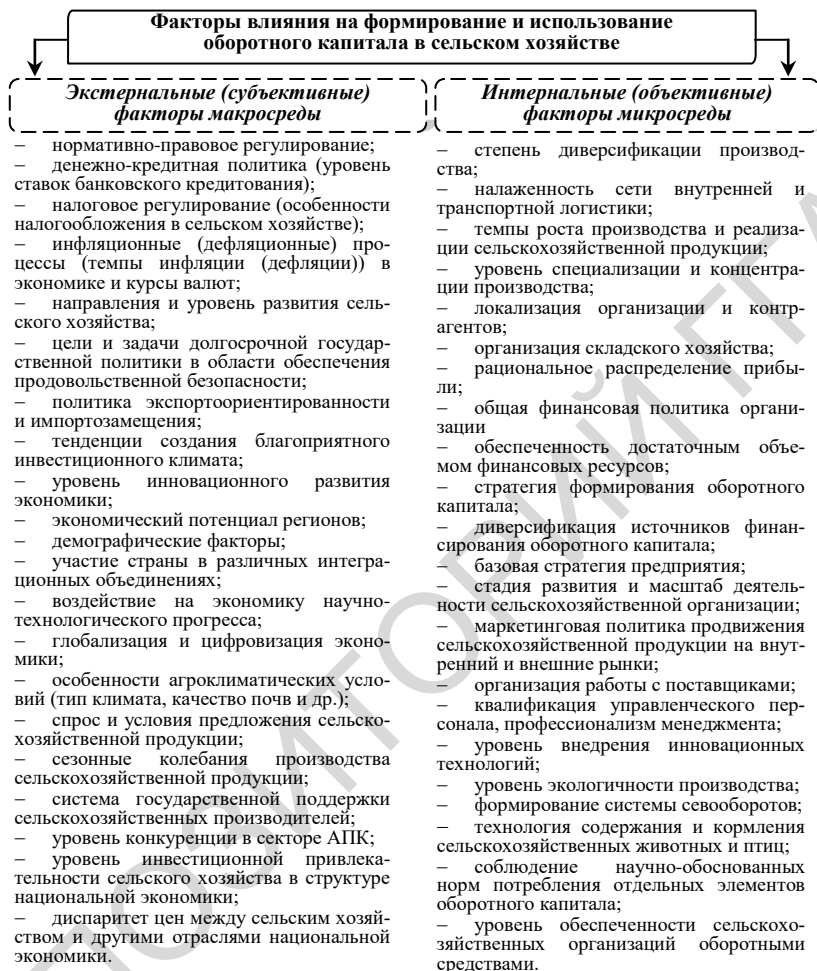 Факторы влияния на формирование и использование
оборотного капитала в сельском хозяйстве
Экстернальные (субъективные)
факторы макросреды
– нормативно-правовое регулирование;
– денежно-кредитная политика (уровень
ставок банковского кредитования);
– налоговое регулирование (особенности
налогообложения в сельском хозяйстве);
– инфляционные (дефляционные) про-
цессы (темпы инфляции (дефляции)) в
экономике и курсы валют;
– направления и уровень развития сель-
ского хозяйства;
– цели и задачи долгосрочной государ-
ственной политики в области обеспечения
продовольственной безопасности;
– политика экспортоориентированности
и импортозамещения;
– тенденции создания благоприятного
инвестиционного климата;
– уровень инновационного развития
экономики;
– экономический потенциал регионов;
– демографические факторы;
– участие страны в различных интегра-
ционных объединениях;
– воздействие на экономику научно-
технологического прогресса;
– глобализация и цифровизация эконо-
мики;
– особенности агроклиматических усло-
вий (тип климата, качество почв и др.);
– спрос и условия предложения сельско-
хозяйственной продукции;
– сезонные колебания производства
сельскохозяйственной продукции;
– система государственной поддержки
сельскохозяйственных производителей;
– уровень конкуренции в секторе АПК;
– уровень инвестиционной привлека-
тельности сельского хозяйства в структуре
национальной экономики;
– диспаритет цен между сельским хозяй-
ством и другими отраслями национальной
экономики.
Интернальные (объективные)
факторы микросреды
– степень диверсификации производ-
ства;
– налаженность сети внутренней и
транспортной логистики;
– темпы роста производства и реализа-
ции сельскохозяйственной продукции;
– уровень специализации и концентра-
ции производства;
– локализация организации и контр-
агентов;
– организация складского хозяйства;
– рациональное распределение прибы-
ли;
– общая финансовая политика органи-
зации
– обеспеченность достаточным объе-
мом финансовых ресурсов;
– стратегия формирования оборотного
капитала;
– диверсификация источников финан-
сирования оборотного капитала;
– базовая стратегия предприятия;
– стадия развития и масштаб деятель-
ности сельскохозяйственной организации;
– маркетинговая политика продвижения
сельскохозяйственной продукции на внут-
ренний и внешние рынки;
– организация работы с поставщиками;
– квалификация управленческого пер-
сонала, профессионализм менеджмента;
– уровень внедрения инновационных
технологий;
– уровень экологичности производства;
– формирование системы севооборотов;
– технология содержания и кормления
сельскохозяйственных животных и птиц;
– соблюдение научно-обоснованных
норм потребления отдельных элементов
оборотного капитала;
– уровень обеспеченности сельскохо-
зяйственных организаций оборотными
средствами.